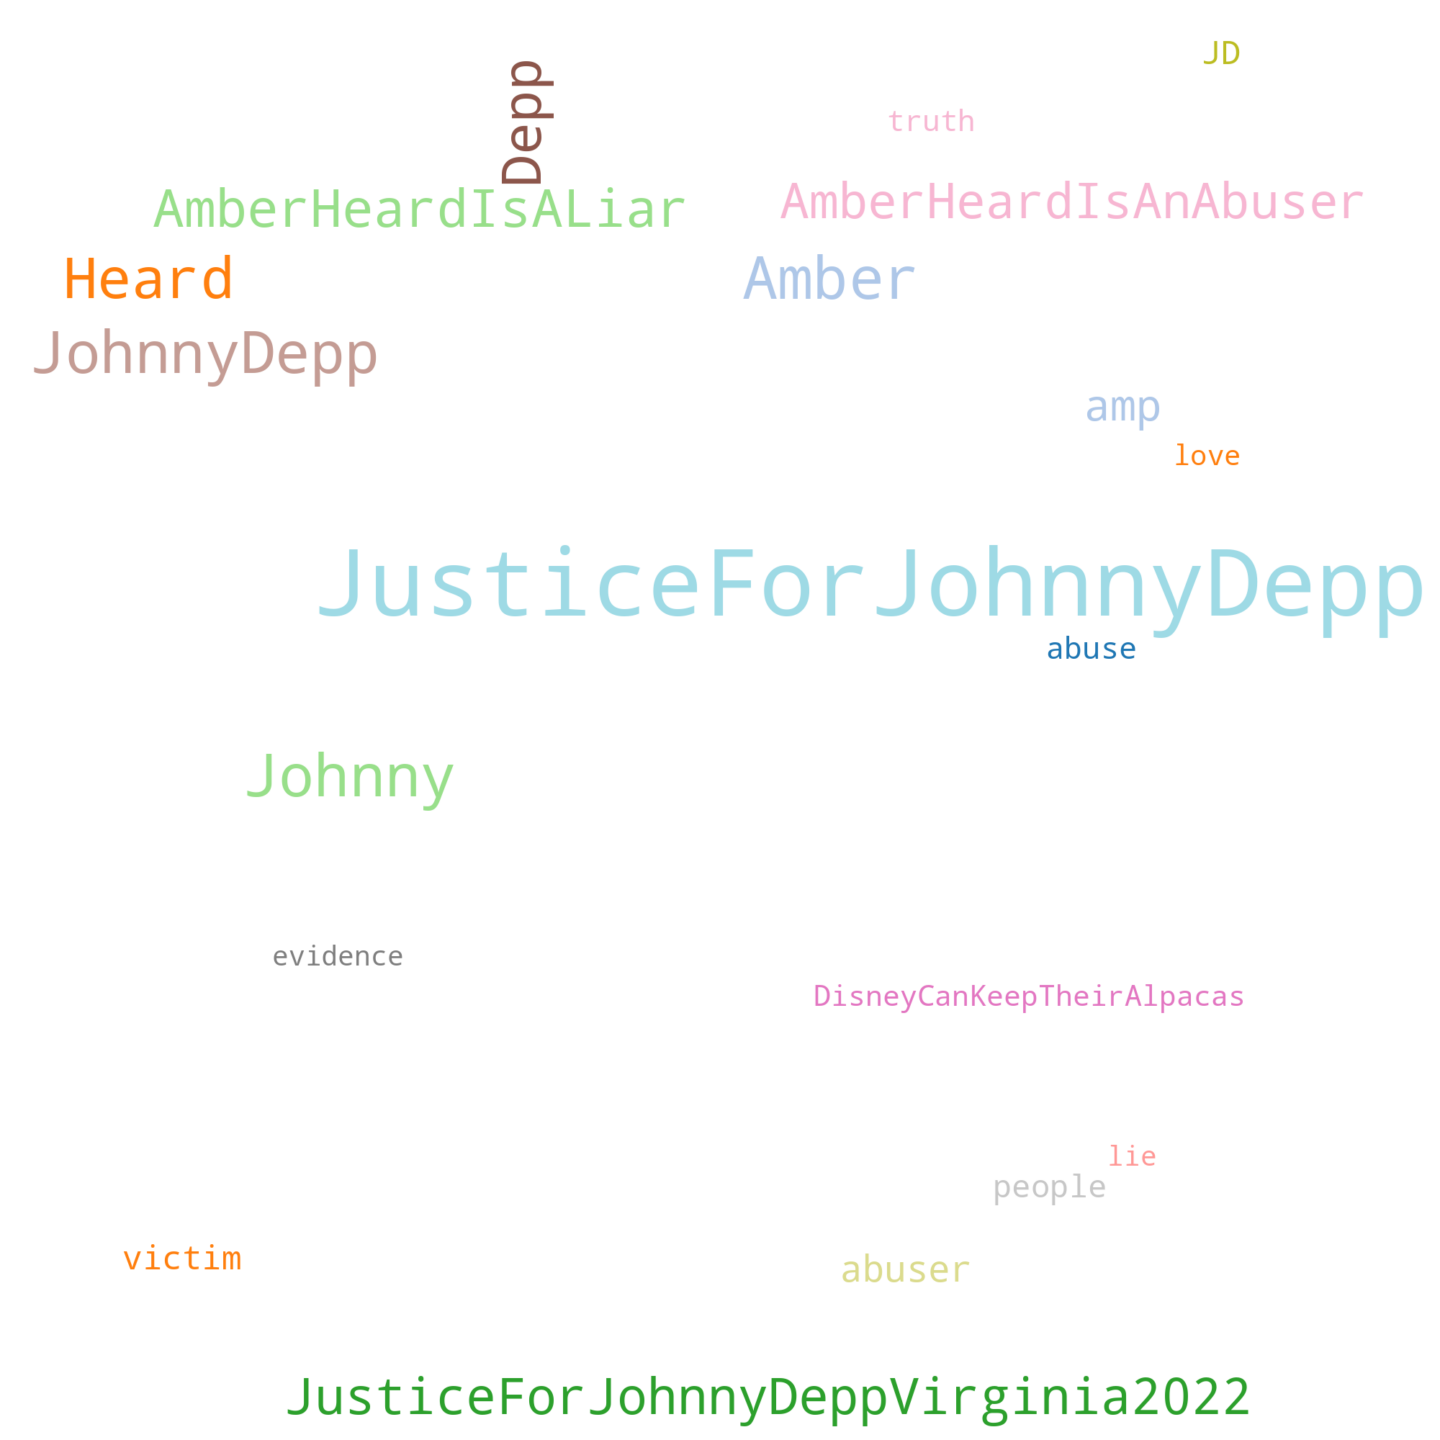 JD
Depp
truth
AmberHeardIsALiar
AmberHeardIsAnAbuser
Heard
Amber
JohnnyDepp
amp
love
JusticeForJohnnyDepp
abuse
Johnny
evidence
DisneyCanKeepTheirAlpacas
lie
people
victim
abuser
JusticeForJohnnyDeppVirginia2022